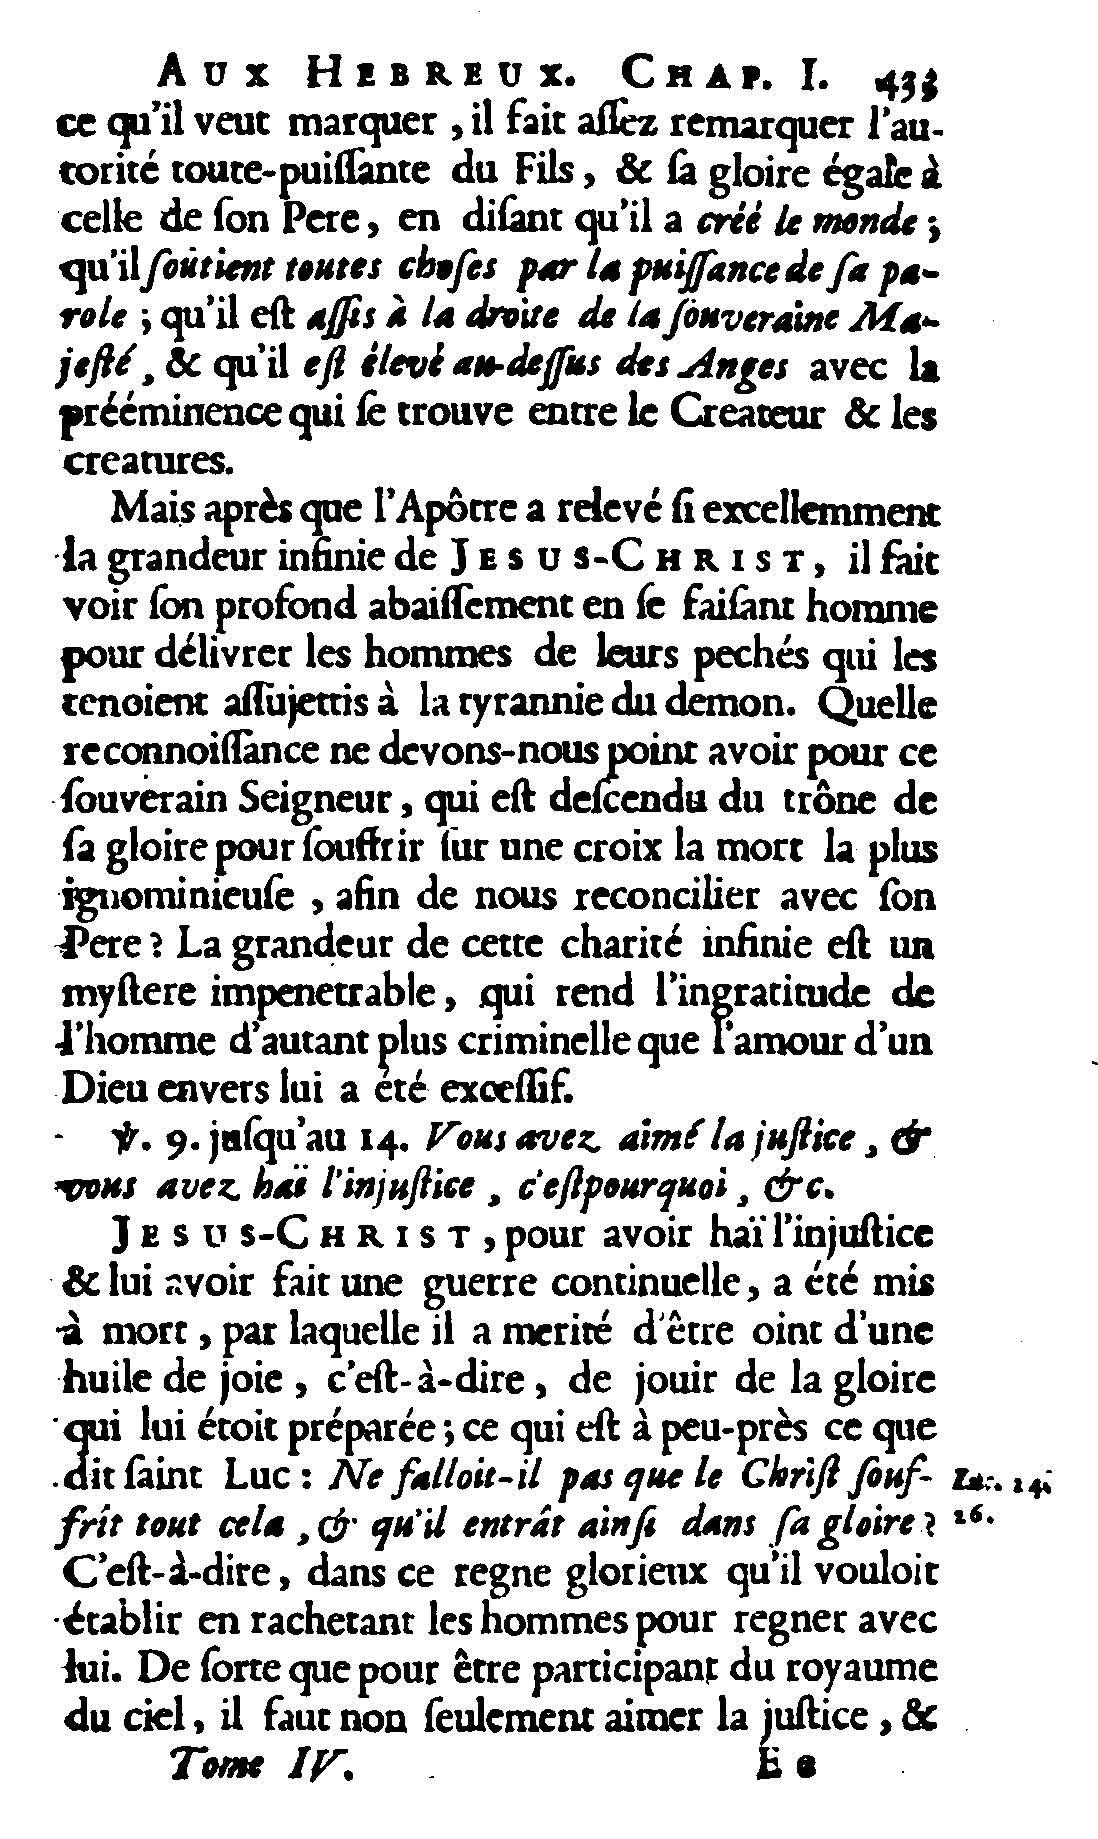 AUX HEBREUX. CHAP. I. 433
ce qu'il veut marquer, il fait aſſez remarquer l'au-
torité toute-puiſſante du Fils, & ſa gloire égale à
celle de ſon Pere, en diſant qu'il a créé le monde;
qu'il ſoûtient toutes choſes par la puiſſance de ſa pa-
role; qu'il eſt aſſis à la droite de la ſouveraine Ma-
jeſté, & qu'il eſt élevé au-deſſus des Anges avec la
prééminence qui ſe trouve entre le Createur & les
creatures.
Mais après que l'Apôtre a relevé ſi excellemment
la grandeur infinie de JESUS-CHRIST, il fait
voir ſon profond abaiſſement en ſe faiſant homme
pour délivrer les hommes de leurs pechés qui les
tenoient aſſujettis à la tyrannie du demon. Quelle
reconnoiſſance ne devons-nous point avoir pour ce
ſouverain Seigneur, qui eſt deſcendu du trône de
ſa gloire pour ſouffrir ſur une croix la mort la plus
ignominieuſe, afin de nous reconcilier avec ſon
Pere? La grandeur de cette charité infinie eſt un
myſtere impenetrable, qui rend l'ingratitude de
l'homme d'autant plus criminelle que l'amour d'un
Dieu envers lui a été exceſſif.
℣. 9. juſqu'au 14. Vous avez aimé la juſtice, &
vous avez haï l'injuſtice, c'eſtpourquoi, &c.
JESUS-CHRIST, pour avoir haï l'injuſtice
& lui avoir fait une guerre continuelle, a été mis
à mort, par laquelle il a merité d'être oint d'une
huile de joie, c'eſt-à-dire, de jouir de la gloire
qui lui étoit préparée; ce qui eſt à peu-près ce que
dit ſaint Luc: Ne falloit-il pas que le Chriſt ſouf-
frît tout cela, & qu'il entrât ainſi dans ſa gloire?
Luc. 24.
26.
C'eſt-à-dire, dans ce regne glorieux qu'il vouloit
établir en rachetant les hommes pour regner avec
lui. De ſorte que pour être participant du royaume
du ciel, il faut non ſeulement aimer la juſtice, &
Tome IV. E e